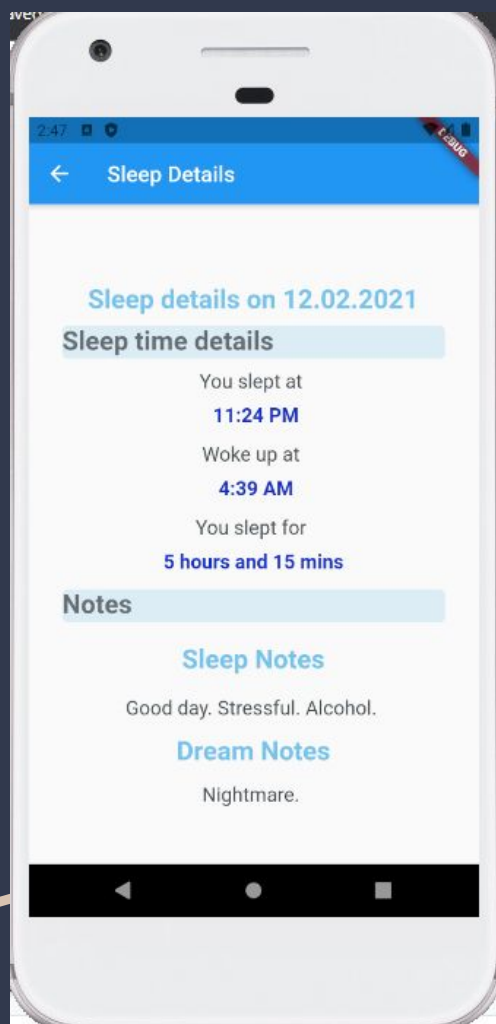 2:47
DEBUG
Sleep Details
Sleep details on 12.02.2021
Sleep time details
You slept at
11:24 PM
Woke up at
4:39 AM
You slept for
5 hours and 15 mins
Notes
Sleep Notes
Good day. Stressful. Alcohol.
Dream Notes
Nightmare.